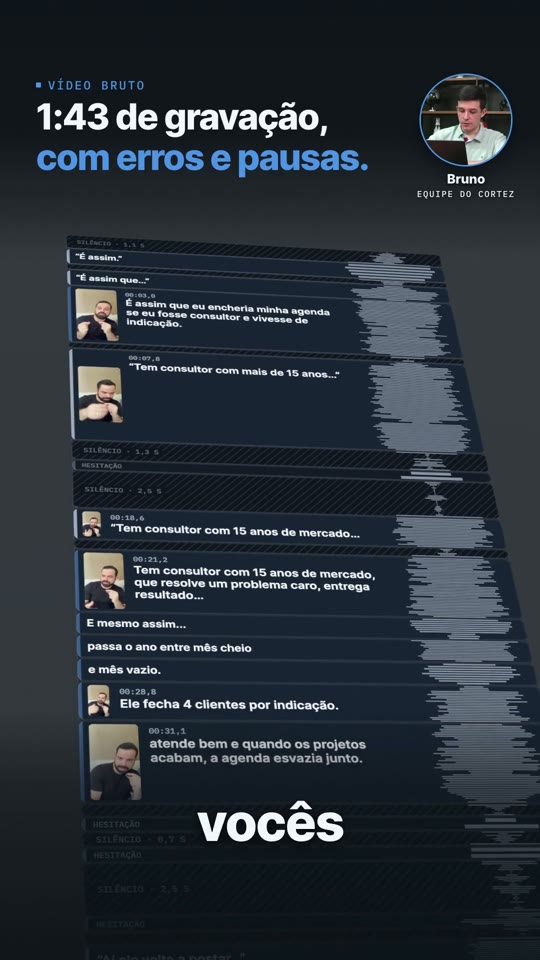 VÍDEO BRUTO
1:43 de gravação,
com erros e pausas.
Bruno
EQUIPE DO CORTEZ
SILÊNCIO · 1,1 S
"É assim."
"É assim que..."
00:03,6
É assim que eu encheria minha agenda
se eu fosse consultor e vivesse de
indicação.
00:07,8
"Tem consultor com mais de 15 anos..."
SILÊNCIO · 1,3 S
HESITAÇÃO
SILÊNCIO · 2,5 S
00:18,6
"Tem consultor com 15 anos de mercado...
00:21,2
Tem consultor com 15 anos de mercado,
que resolve um problema caro, entrega
resultado...
E mesmo assim...
passa o ano entre mês cheio
e mês vazio.
00:28,8
Ele fecha 4 clientes por indicação.
00:31,1
atende bem e quando os projetos
acabam, a agenda esvazia junto.
vocês
HESITAÇÃO
SILÊNCIO · 0,7 S
HESITAÇÃO
SILÊNCIO · 2,5 S
HESITAÇÃO
"Aí ele volta a postar..."